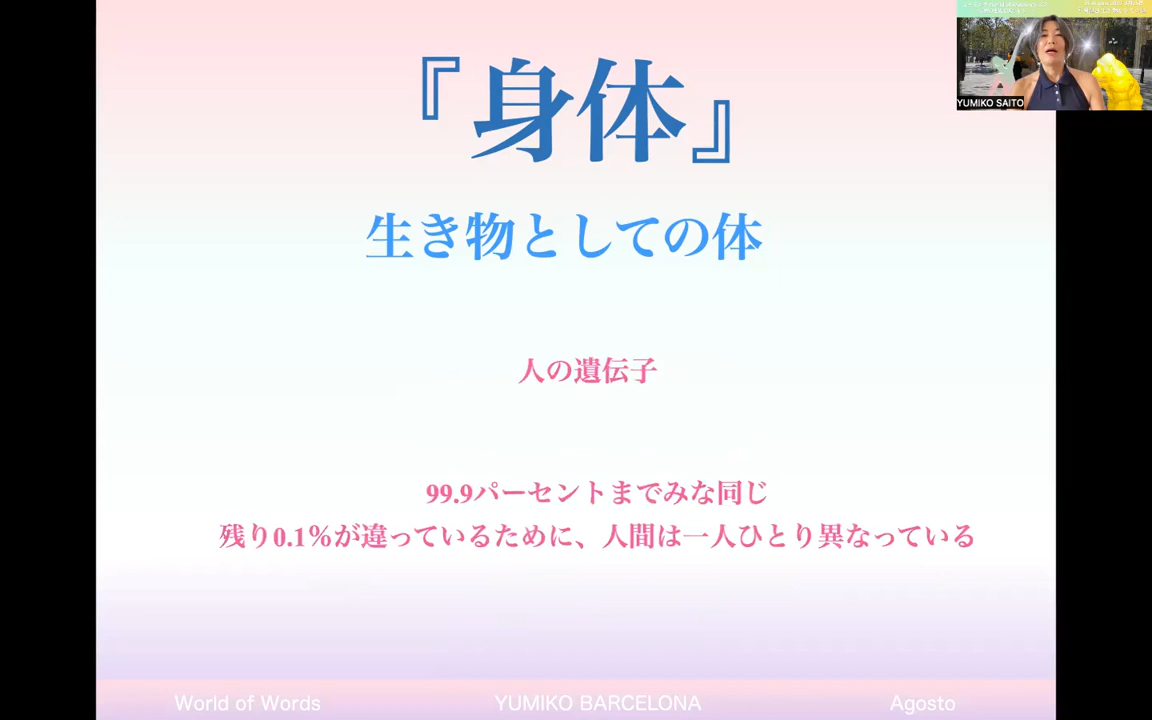 『身体』
YUMIKO SAITO
生き物としての体
人の遺伝子
99.9パーセントまでみな同じ
残り0.1%が違っているために、人間は一人ひとり異なっている
World of Words
YUMIKO BARCELONA
Agosto